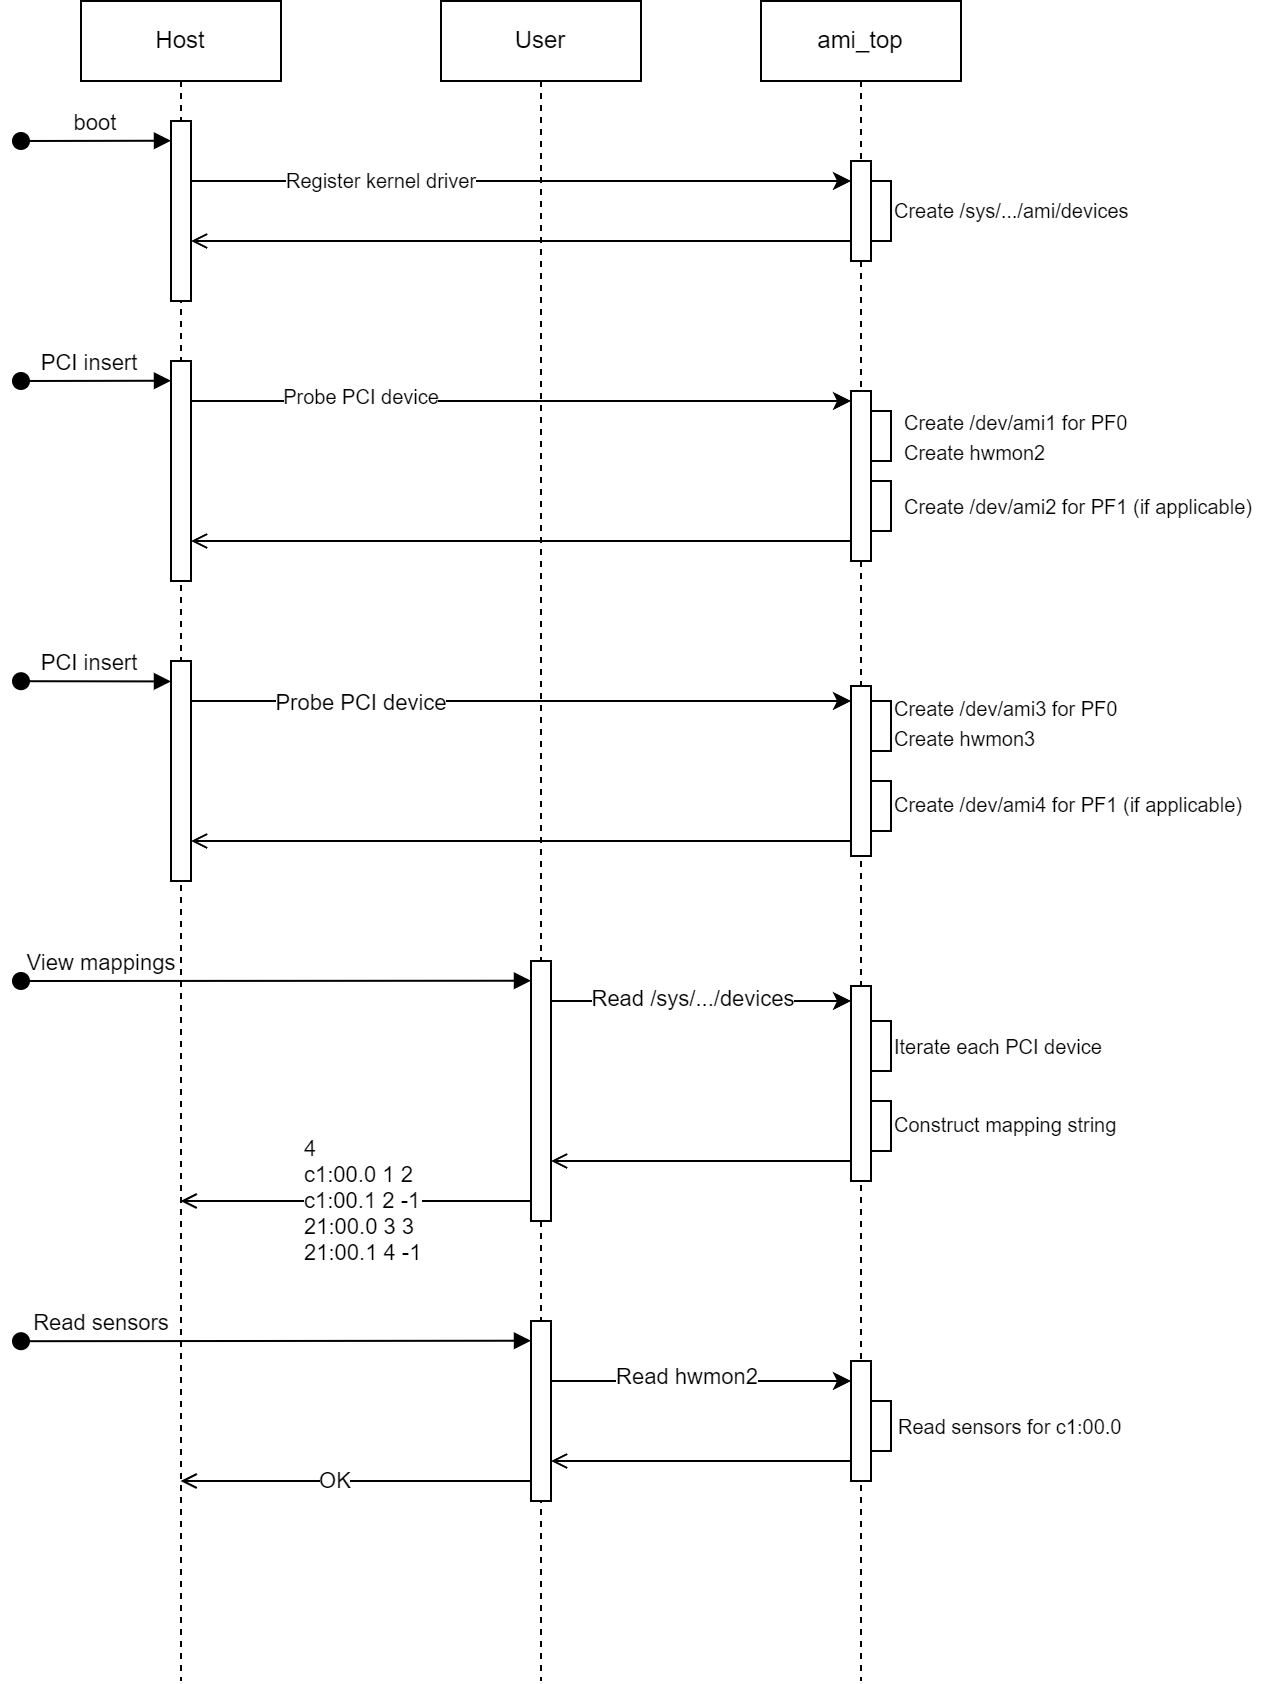 Host
User
ami_top
boot
Register kernel driver
Create /sys/.../ami/devices
PCI insert
Probe PCI device
Create /dev/ami1 for PF0
Create hwmon2
Create /dev/ami2 for PF1 (if applicable)
PCI insert
Probe PCI device
Create /dev/ami3 for PF0
Create hwmon3
Create /dev/ami4 for PF1 (if applicable)
View mappings
Read /sys/.../devices
Iterate each PCI device
Construct mapping string
4
c1:00.0 1 2
c1:00.1 2 -1
21:00.0 3 3
21:00.1 4 -1
Read sensors
Read hwmon2
Read sensors for c1:00.0
OK